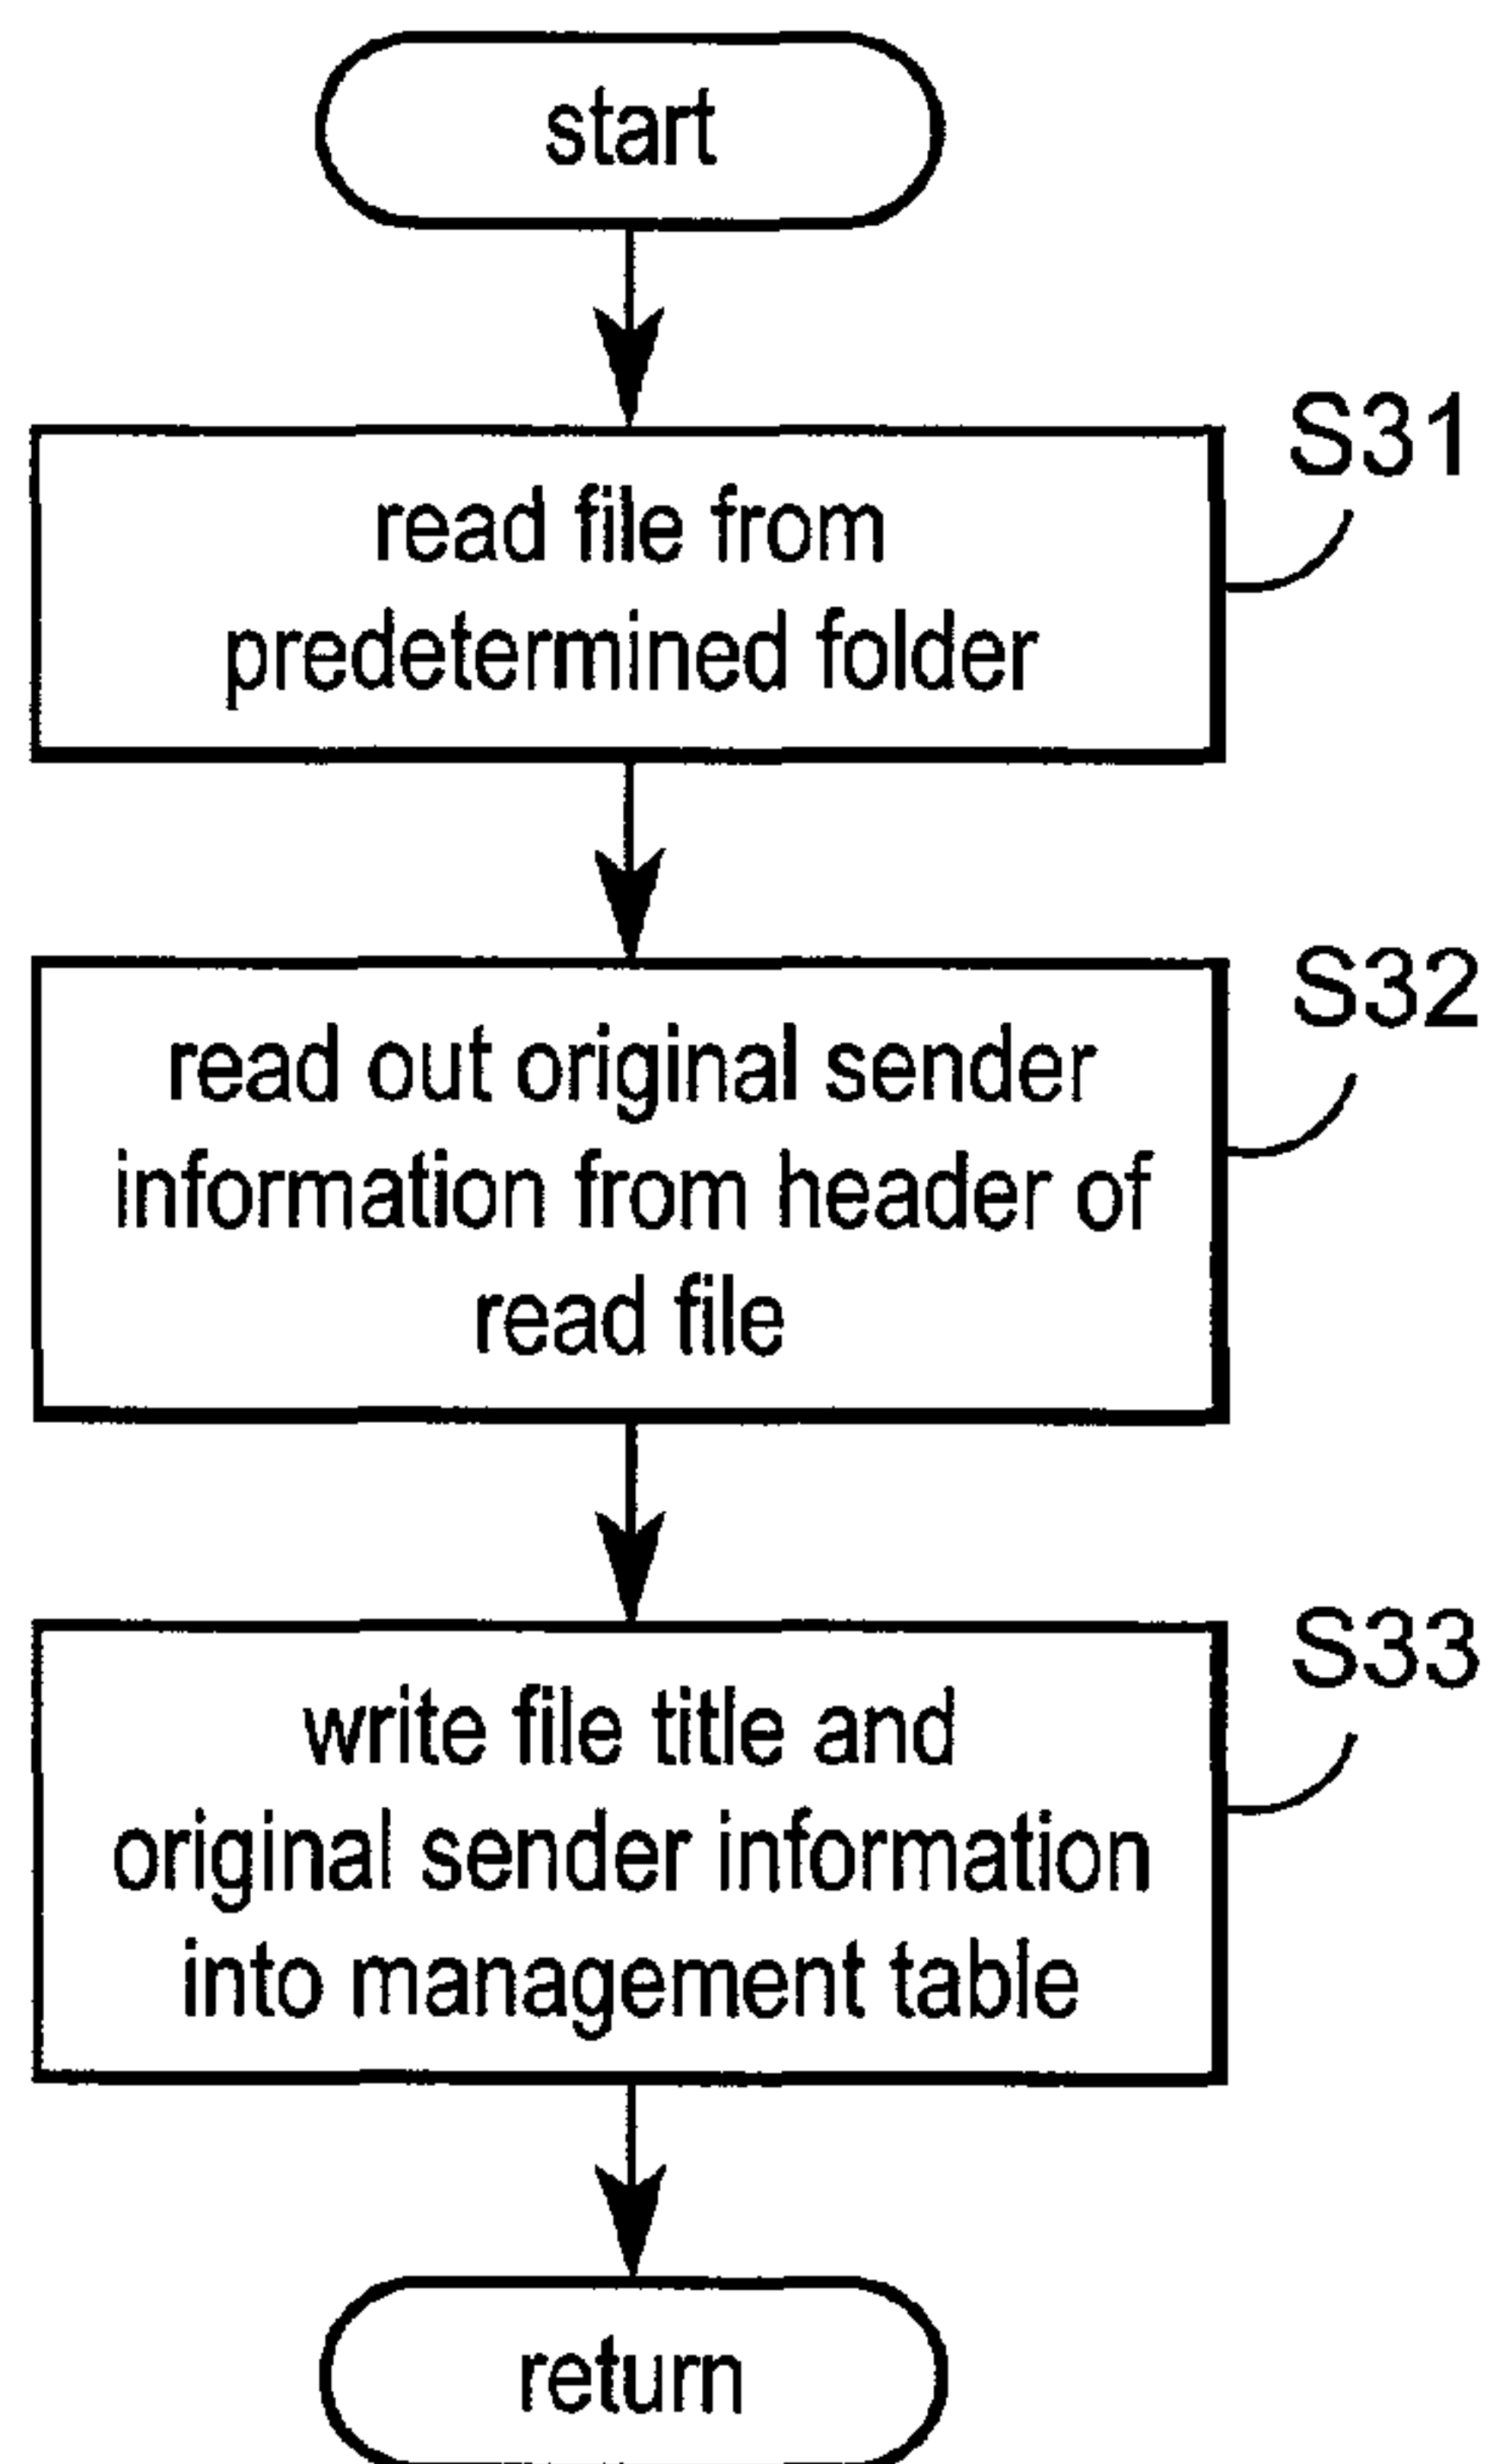 start
S31
read file from
predetermined folder
S32
read out original sender
information from header of
read file
S33
write file title and
original sender information
into management table
return